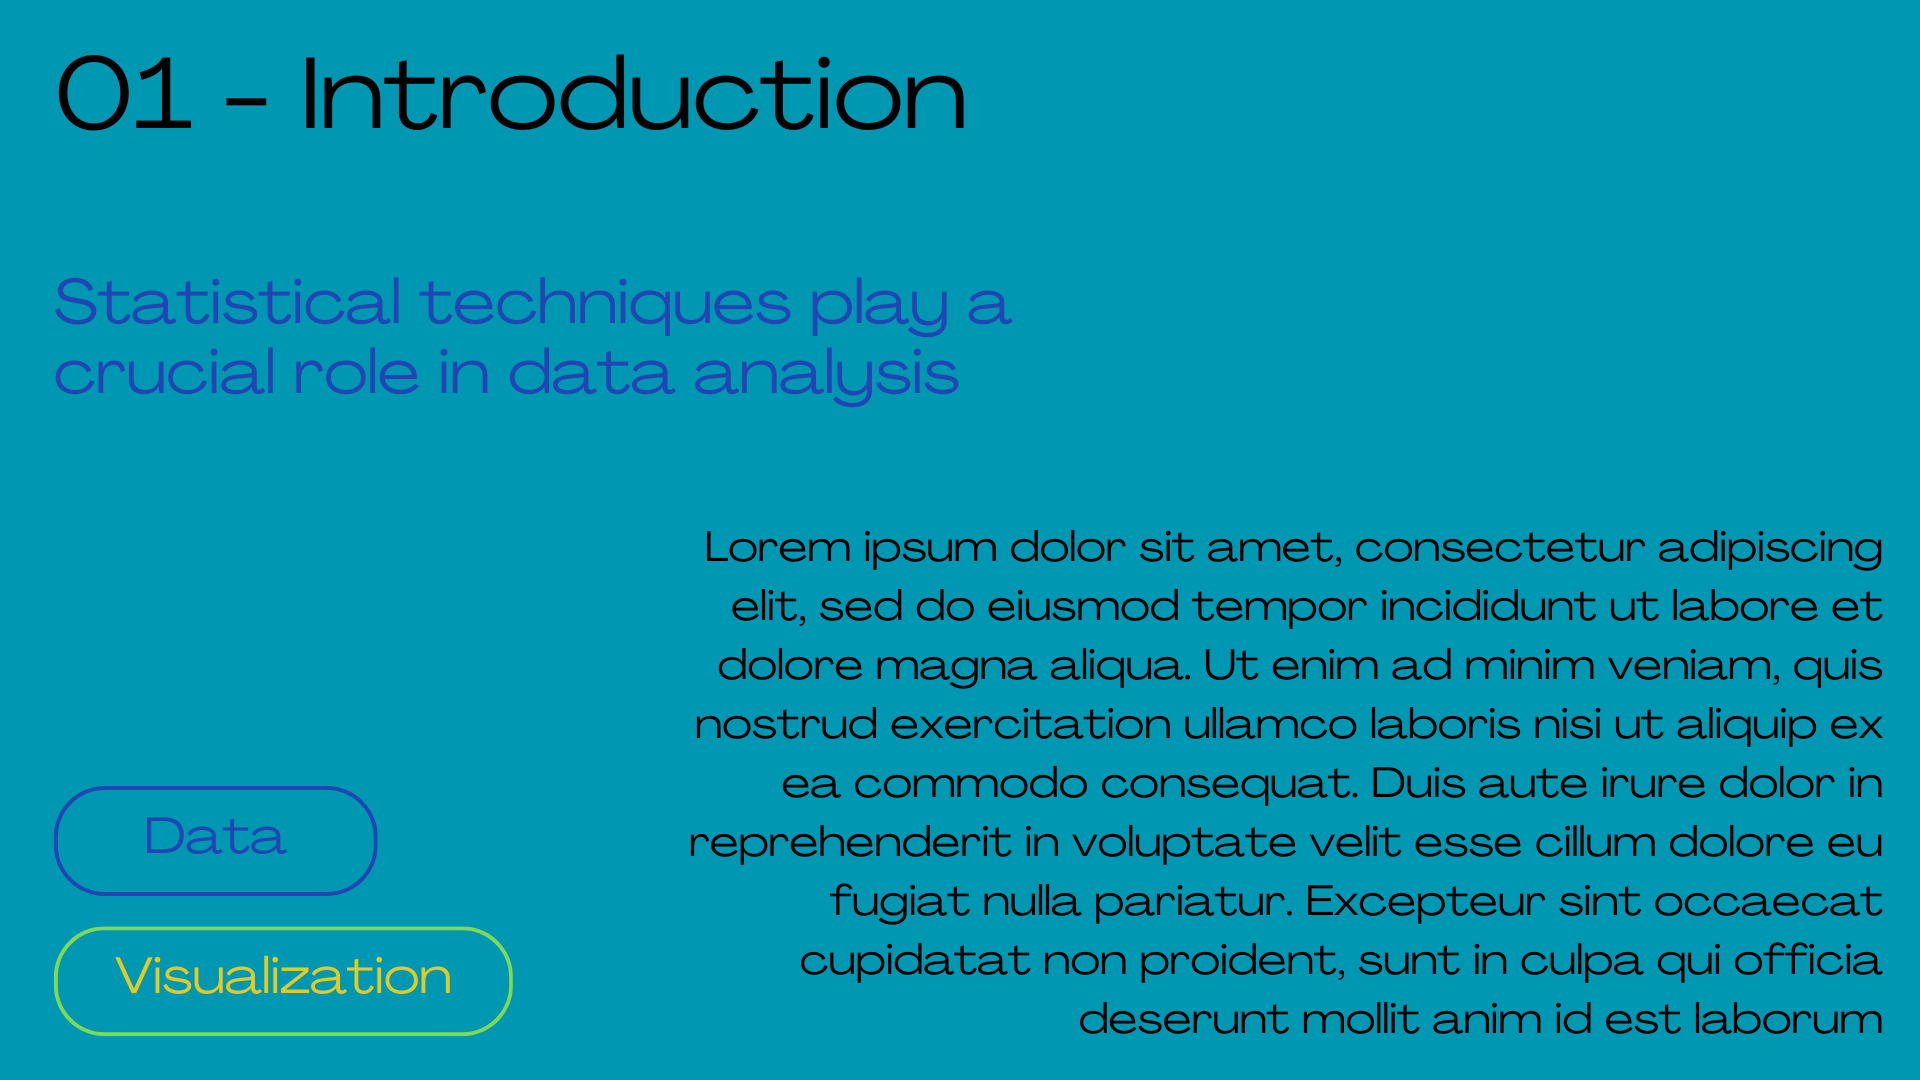 01 - Introduction
Statistical techniques play a
crucial role in data analysis
Lorem ipsum dolor sit amet, consectetur adipiscing
elit, sed do eiusmod tempor incididunt ut labore et
dolore magna aliqua. Ut enim ad minim veniam, quis
nostrud exercitation ullamco laboris nisi ut aliquip ex
ea commodo consequat. Duis aute irure dolor in
reprehenderit in voluptate velit esse cillum dolore eu
fugiat nulla pariatur. Excepteur sint occaecat
cupidatat non proident, sunt in culpa qui officia
deserunt mollit anim id est laborum
Data
Visualization